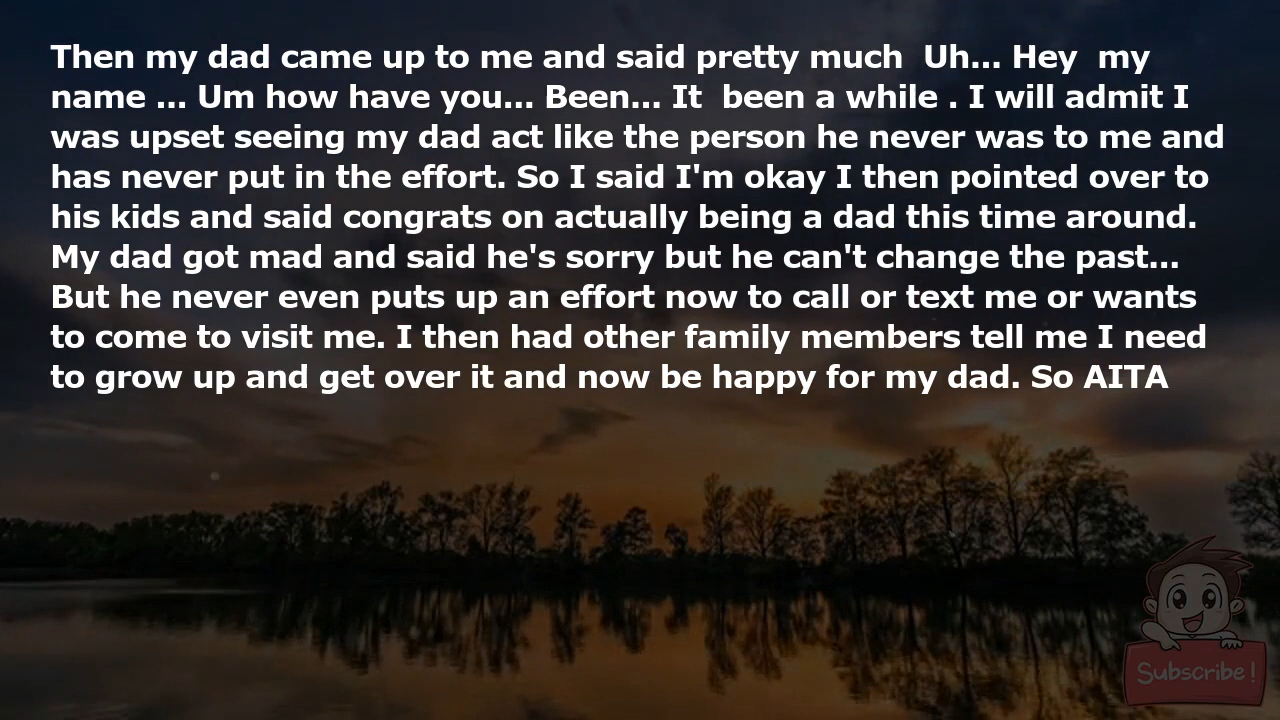 Then my dad came up to me and said pretty much  Uh... Hey  my
name ... Um how have you... Been... It  been a while . I will admit I
was upset seeing my dad act like the person he never was to me and
has never put in the effort. So I said I'm okay I then pointed over to
his kids and said congrats on actually being a dad this time around.
My dad got mad and said he's sorry but he can't change the past...
But he never even puts up an effort now to call or text me or wants
to come to visit me. I then had other family members tell me I need
to grow up and get over it and now be happy for my dad. So AITA
Subscribe!